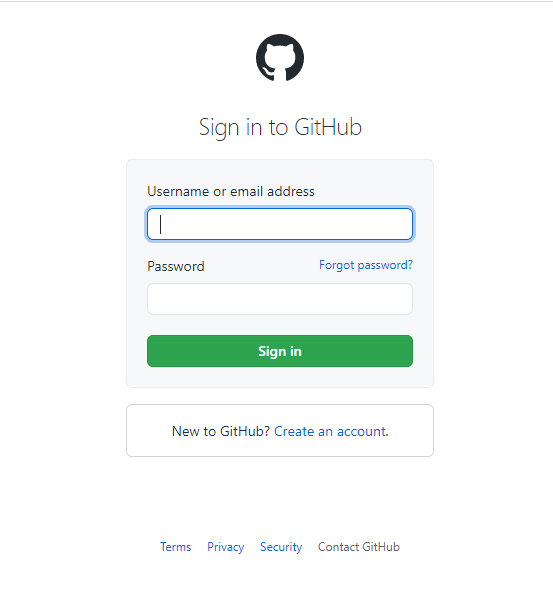 Sign in to GitHub
Username or email address
Password Forgot password?
Sign in
New to GitHub? Create an account.
Terms Privacy Security Contact GitHub